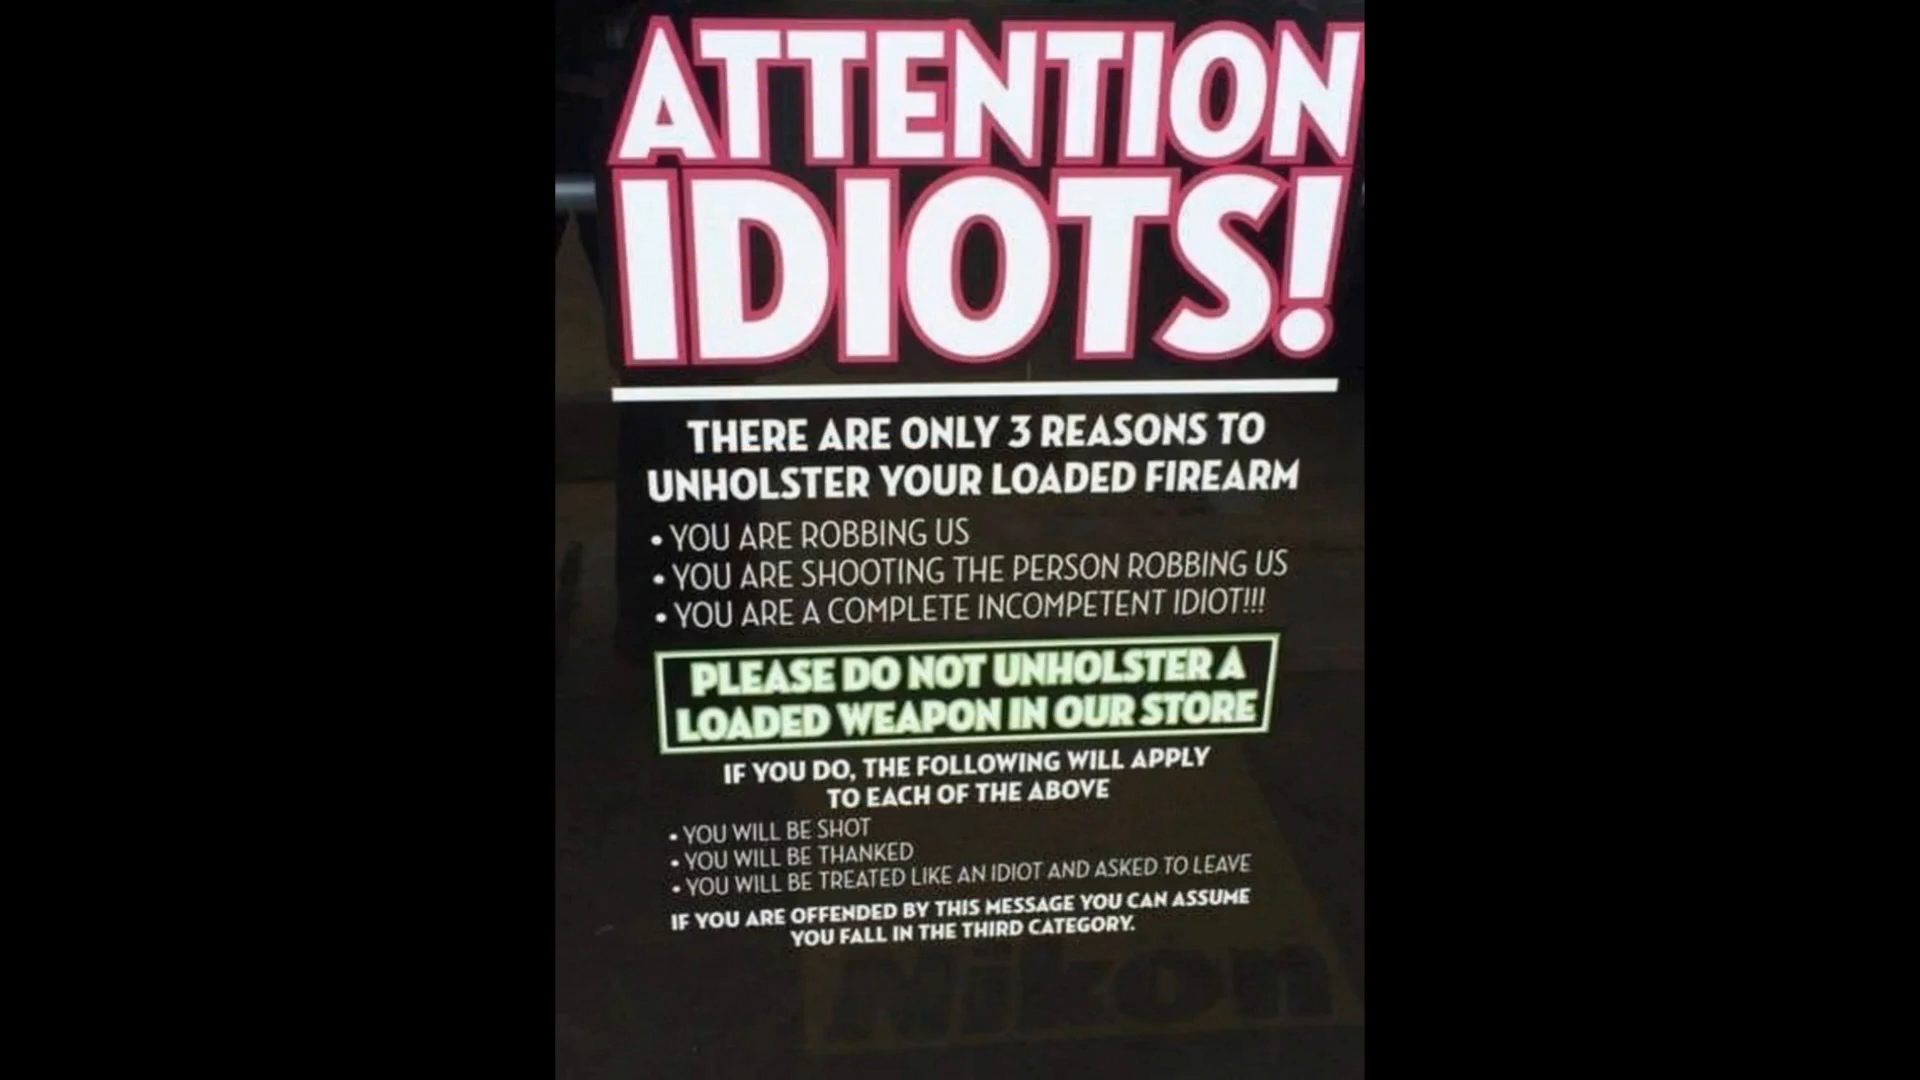 ATTENTION
IDIOTS!
THERE ARE ONLY 3 REASONS TO
UNHOLSTER YOUR LOADED FIREARM
• YOU ARE ROBBING US
• YOU ARE SHOOTING THE PERSON ROBBING US
• YOU ARE A COMPLETE INCOMPETENT IDIOT!!!
PLEASE DO NOT UNHOLSTER A
LOADED WEAPON IN OUR STORE
IF YOU DO, THE FOLLOWING WILL APPLY
TO EACH OF THE ABOVE
• YOU WILL BE SHOT
• YOU WILL BE THANKED
• YOU WILL BE TREATED LIKE AN IDIOT AND ASKED TO LEAVE
IF YOU ARE OFFENDED BY THIS MESSAGE YOU CAN ASSUME
YOU FALL IN THE THIRD CATEGORY.
Nikon